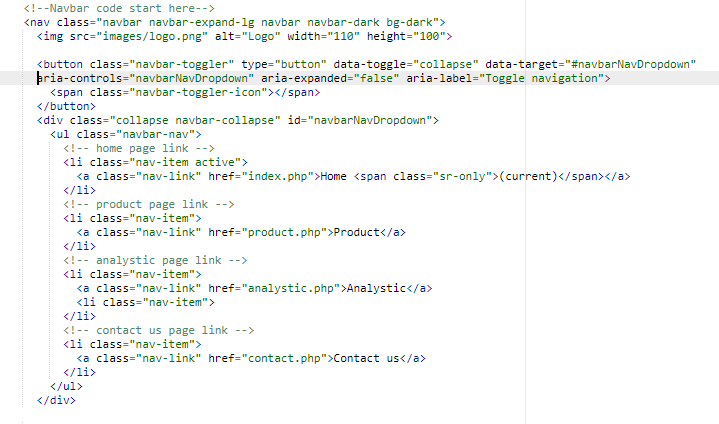 <!--Navbar code start here-->
<nav class="navbar navbar-expand-lg navbar navbar-dark bg-dark">
<img src="images/logo.png" alt="Logo" width="110" height="100">
<button class="navbar-toggler" type="button" data-toggle="collapse" data-target="#navbarNavDropdown"
aria-controls="navbarNavDropdown" aria-expanded="false" aria-label="Toggle navigation">
<span class="navbar-toggler-icon"></span>
</button>
<div class="collapse navbar-collapse" id="navbarNavDropdown">
<ul class="navbar-nav">
<!-- home page link -->
<li class="nav-item active">
<a class="nav-link" href="index.php">Home <span class="sr-only">(current)</span></a>
</li>
<!-- product page link -->
<li class="nav-item">
<a class="nav-link" href="product.php">Product</a>
</li>
<!-- analystic page link -->
<li class="nav-item">
<a class="nav-link" href="analystic.php">Analystic</a>
<li class="nav-item">
</li>
<!-- contact us page link -->
<li class="nav-item">
<a class="nav-link" href="contact.php">Contact us</a>
</li>
</ul>
</div>